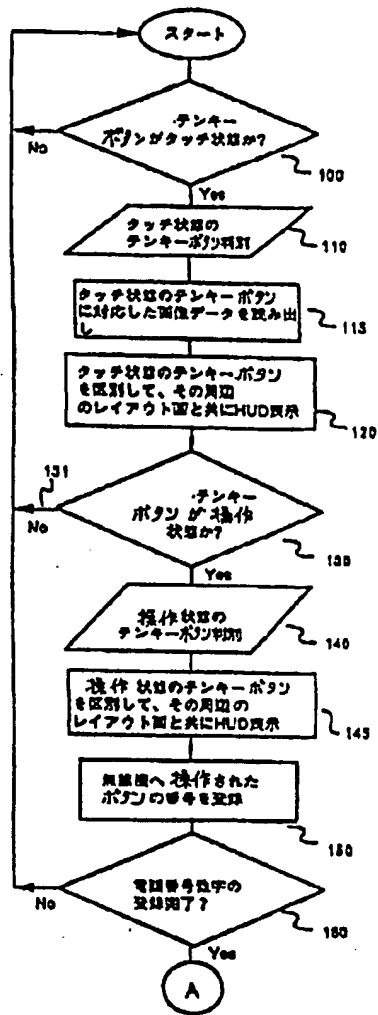 スタート
テンキー
ボタンがタッチ状態か?
No
100
Yes
タッチ状態の
テンキーボタン判別
110
タッチ状態のテンキーボタン
に対応した画像データを読み出
し
115
タッチ状態のテンキーボタン
を区別して、その周辺
のレイアウト図と共にHUD表示
120
131
テンキー
ボタンが操作
状態か?
No
130
Yes
操作状態の
テンキーボタン判別
140
操作状態のテンキーボタン
を区別して、その周辺の
レイアウト図と共にHUD表示
145
無線機へ操作された
ボタンの番号を登録
150
電話番号数字の
登録完了?
No
160
Yes
A